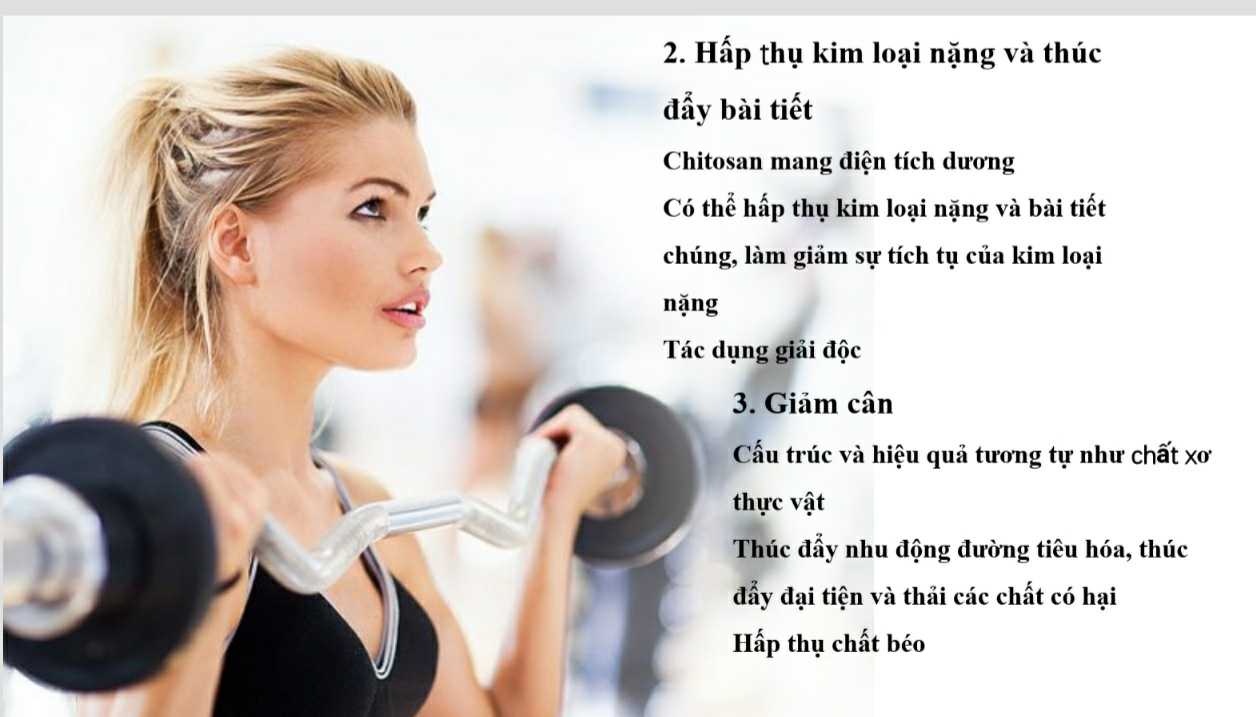 2. Hấp thụ kim loại nặng và thúc
đẩy bài tiết
Chitosan mang điện tích dương
Có thể hấp thụ kim loại nặng và bài tiết
chúng, làm giảm sự tích tụ của kim loại
nặng
Tác dụng giải độc
3. Giảm cân
Cấu trúc và hiệu quả tương tự như chất xơ
thực vật
Thúc đẩy nhu động đường tiêu hóa, thúc
đẩy đại tiện và thải các chất có hại
Hấp thụ chất béo